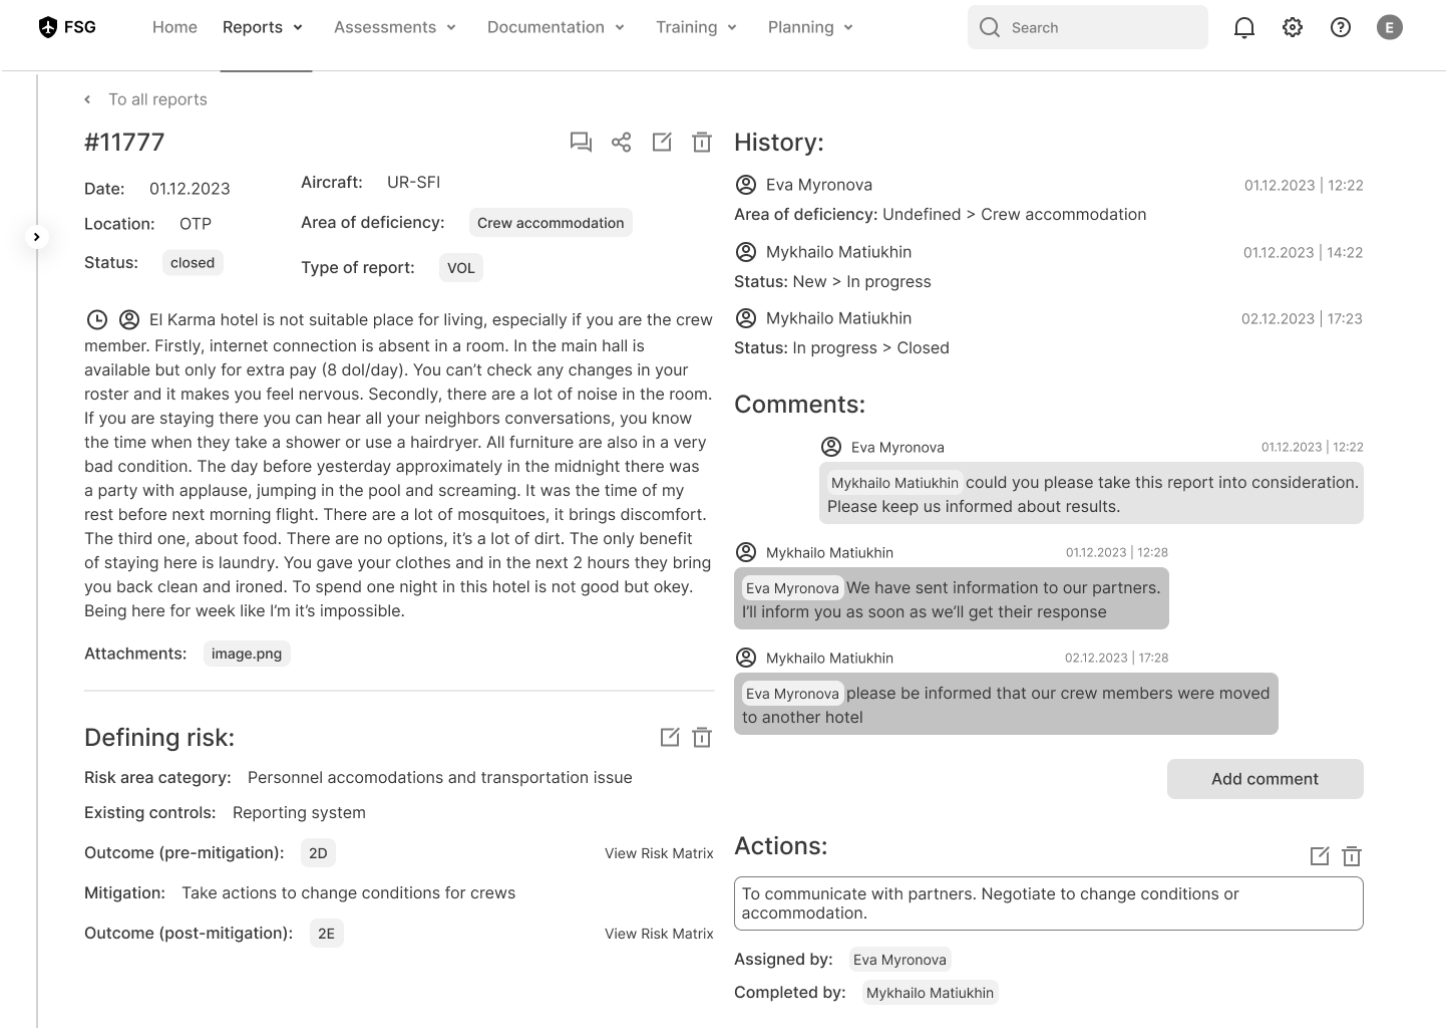 FSG
Home
Reports
Assessments
Documentation
Training
Planning
Search
E
To all reports
#11777
Date: 01.12.2023
Location: OTP
Status: closed
Aircraft: UR-SFI
Area of deficiency: Crew accommodation
Type of report: VOL
El Karma hotel is not suitable place for living, especially if you are the crew
member. Firstly, internet connection is absent in a room. In the main hall is
available but only for extra pay (8 dol/day). You can't check any changes in your
roster and it makes you feel nervous. Secondly, there are a lot of noise in the room.
If you are staying there you can hear all your neighbors conversations, you know
the time when they take a shower or use a hairdryer. All furniture are also in a very
bad condition. The day before yesterday approximately in the midnight there was
a party with applause, jumping in the pool and screaming. It was the time of my
rest before next morning flight. There are a lot of mosquitoes, it brings discomfort.
The third one, about food. There are no options, it's a lot of dirt. The only benefit
of staying here is laundry. You gave your clothes and in the next 2 hours they bring
you back clean and ironed. To spend one night in this hotel is not good but okey.
Being here for week like I'm it's impossible.
Attachments: image.png
Defining risk:
Risk area category: Personnel accomodations and transportation issue
Existing controls: Reporting system
Outcome (pre-mitigation): 2D View Risk Matrix
Mitigation: Take actions to change conditions for crews
Outcome (post-mitigation): 2E View Risk Matrix
History:
Eva Myronova 01.12.2023 | 12:22
Area of deficiency: Undefined > Crew accommodation
Mykhailo Matiukhin 01.12.2023 | 14:22
Status: New > In progress
Mykhailo Matiukhin 02.12.2023 | 17:23
Status: In progress > Closed
Comments:
Eva Myronova 01.12.2023 | 12:22
Mykhailo Matiukhin could you please take this report into consideration.
Please keep us informed about results.
Mykhailo Matiukhin 01.12.2023 | 12:28
Eva Myronova We have sent information to our partners.
I'll inform you as soon as we'll get their response
Mykhailo Matiukhin 02.12.2023 | 17:28
Eva Myronova please be informed that our crew members were moved
to another hotel
Add comment
Actions:
To communicate with partners. Negotiate to change conditions or
accommodation.
Assigned by: Eva Myronova
Completed by: Mykhailo Matiukhin